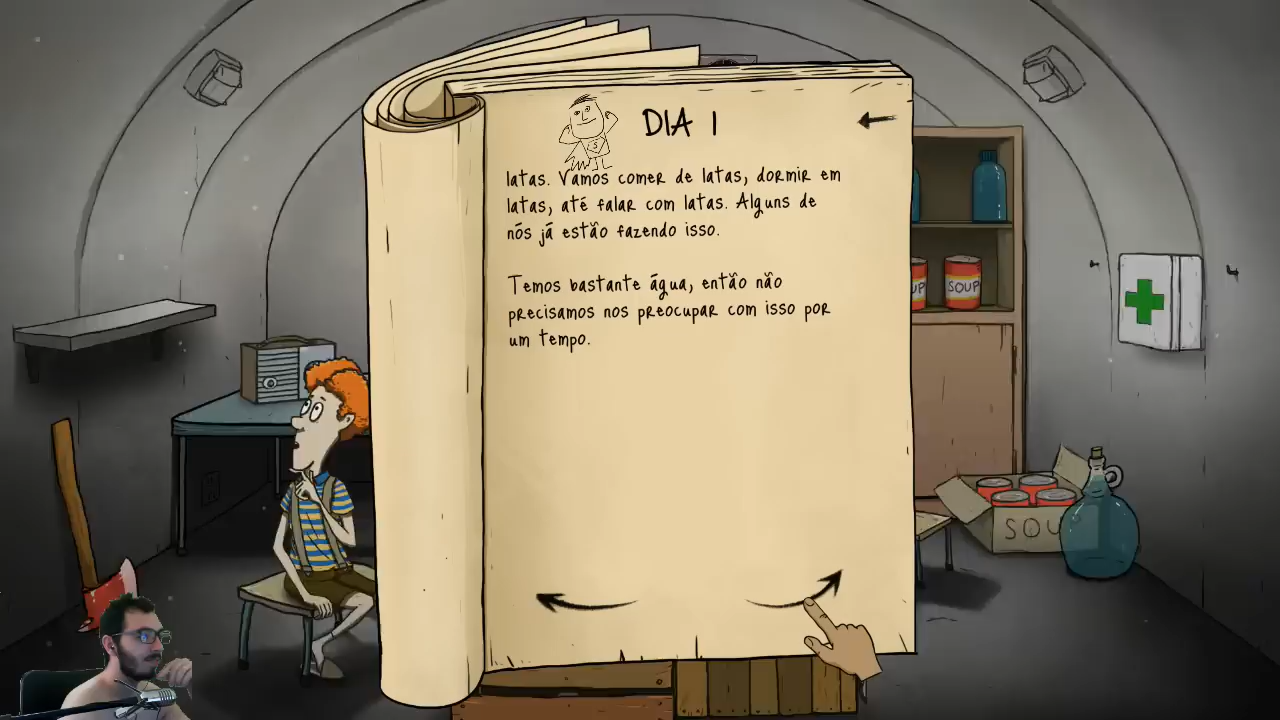 DIA 1
latas. Vamos comer de latas, dormir em
latas, até falar com latas. Alguns de
nós já estão fazendo isso.
Temos bastante água, então não
precisamos nos preocupar com isso por
um tempo.
UP
SOUP
SOU